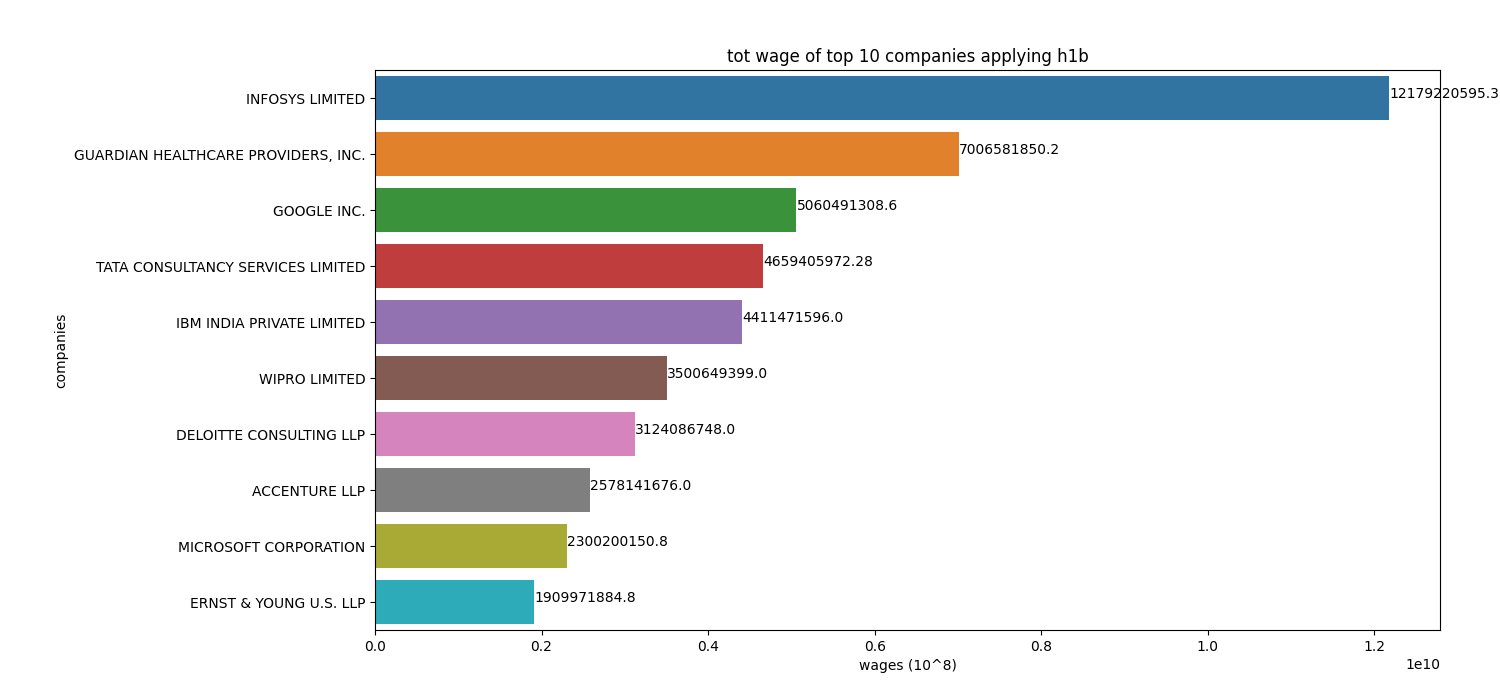 tot wage of top 10 companies applying h1b
INFOSYS LIMITED
12179220595.3
GUARDIAN HEALTHCARE PROVIDERS, INC.
7006581850.2
GOOGLE INC.
5060491308.6
TATA CONSULTANCY SERVICES LIMITED
4659405972.28
IBM INDIA PRIVATE LIMITED
4411471596.0
companies
WIPRO LIMITED
3500649399.0
DELOITTE CONSULTING LLP
3124086748.0
ACCENTURE LLP
2578141676.0
MICROSOFT CORPORATION
2300200150.8
ERNST & YOUNG U.S. LLP
1909971884.8
0.0 0.2 0.4 0.6 0.8 1.0 1.2
wages (10^8)
1e10